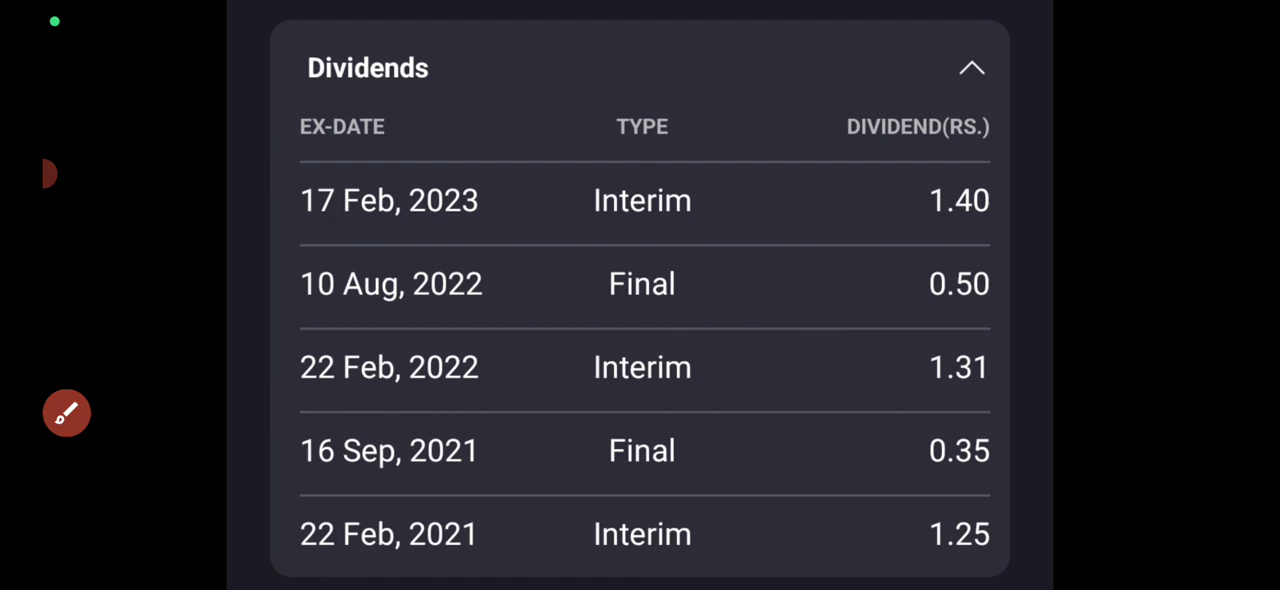 Dividends
EX-DATE TYPE DIVIDEND(RS.)
17 Feb, 2023 Interim 1.40
10 Aug, 2022 Final 0.50
22 Feb, 2022 Interim 1.31
16 Sep, 2021 Final 0.35
22 Feb, 2021 Interim 1.25